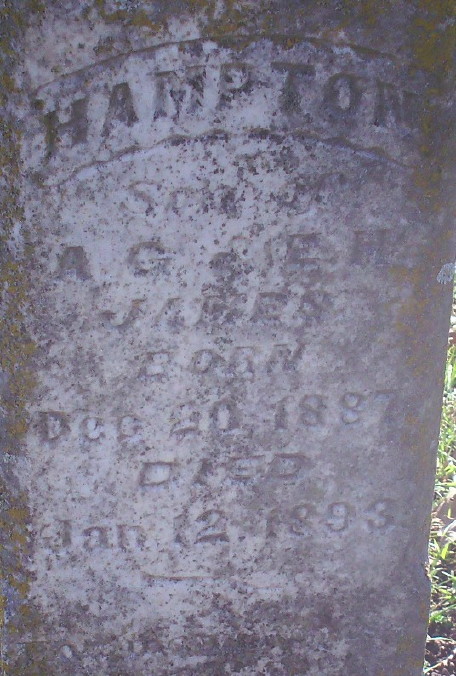 HAMPTON
Son of
A. G. & E. H.
JAMES
BORN
Dec. 20, 1887
DIED
Jan. 12, 1893.